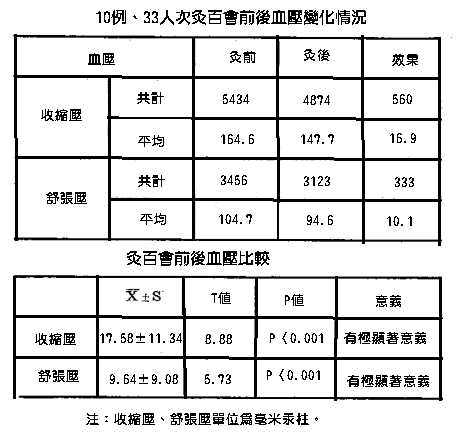 10例、33人次灸百會前後血壓變化情況
血壓 灸前 灸後 效果
收縮壓 共計 5434 4874 560
平均 164.6 147.7 16.9
舒張壓 共計 3456 3123 333
平均 104.7 94.6 10.1
灸百會前後血壓比較
X̄±S T值 P值 意義
收縮壓 17.58±11.34 8.88 P〈0.001 有極顯著意義
舒張壓 9.64±9.08 5.73 P〈0.001 有極顯著意義
注：收縮壓、舒張壓單位爲毫米汞柱。